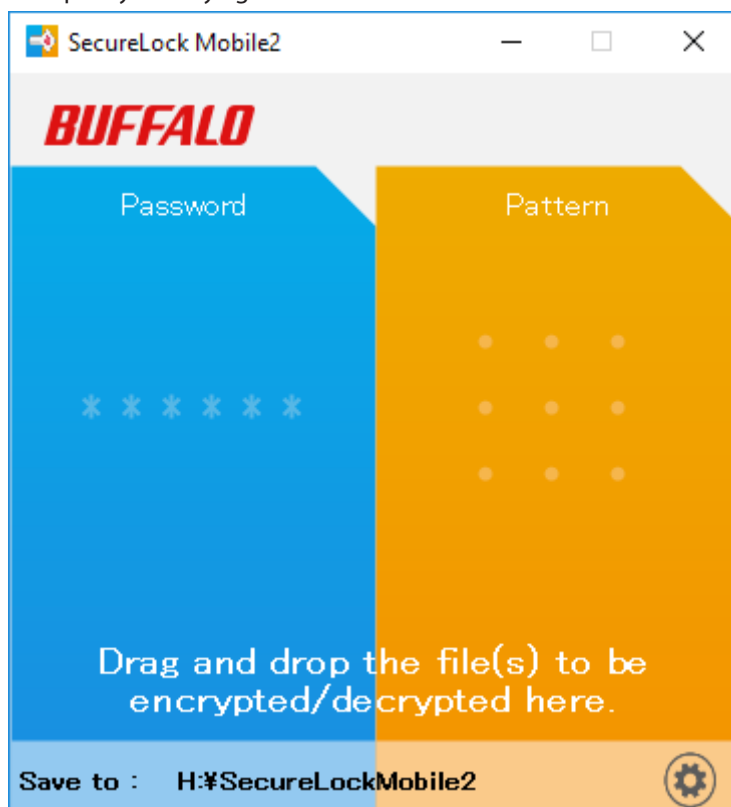 SecureLock Mobile2
BUFFALO
Password
Pattern
* * * * * *
Drag and drop the file(s) to be
encrypted/decrypted here.
Save to : H:¥SecureLockMobile2